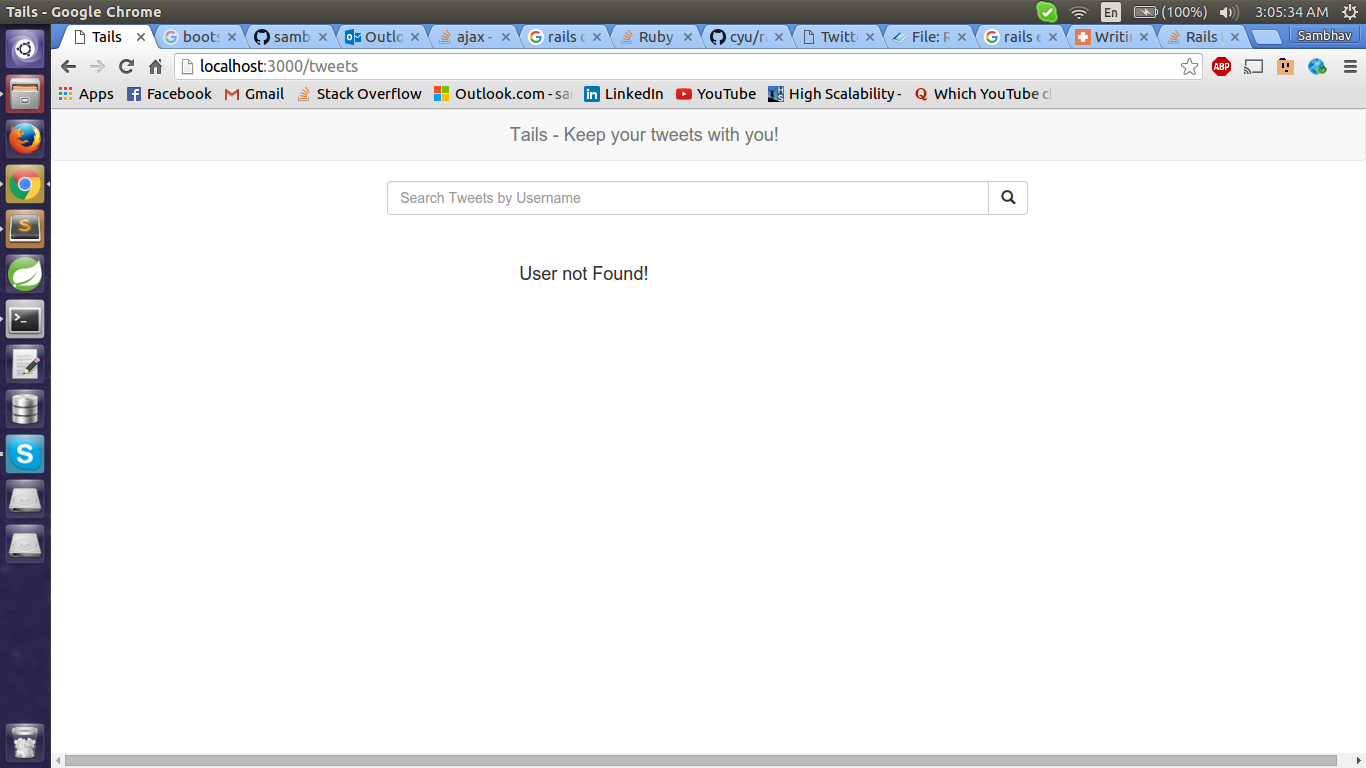 Tails - Google Chrome En (100%) 3:05:34 AM
Tails boots samb Outlo ajax - rails c Ruby cyu/r Twitt File: R rails e Writi Rails Sambhav
localhost:3000/tweets ABP
Apps Facebook Gmail Stack Overflow Outlook.com - sa LinkedIn YouTube High Scalability - Which YouTube c
Tails - Keep your tweets with you!
Search Tweets by Username
User not Found!